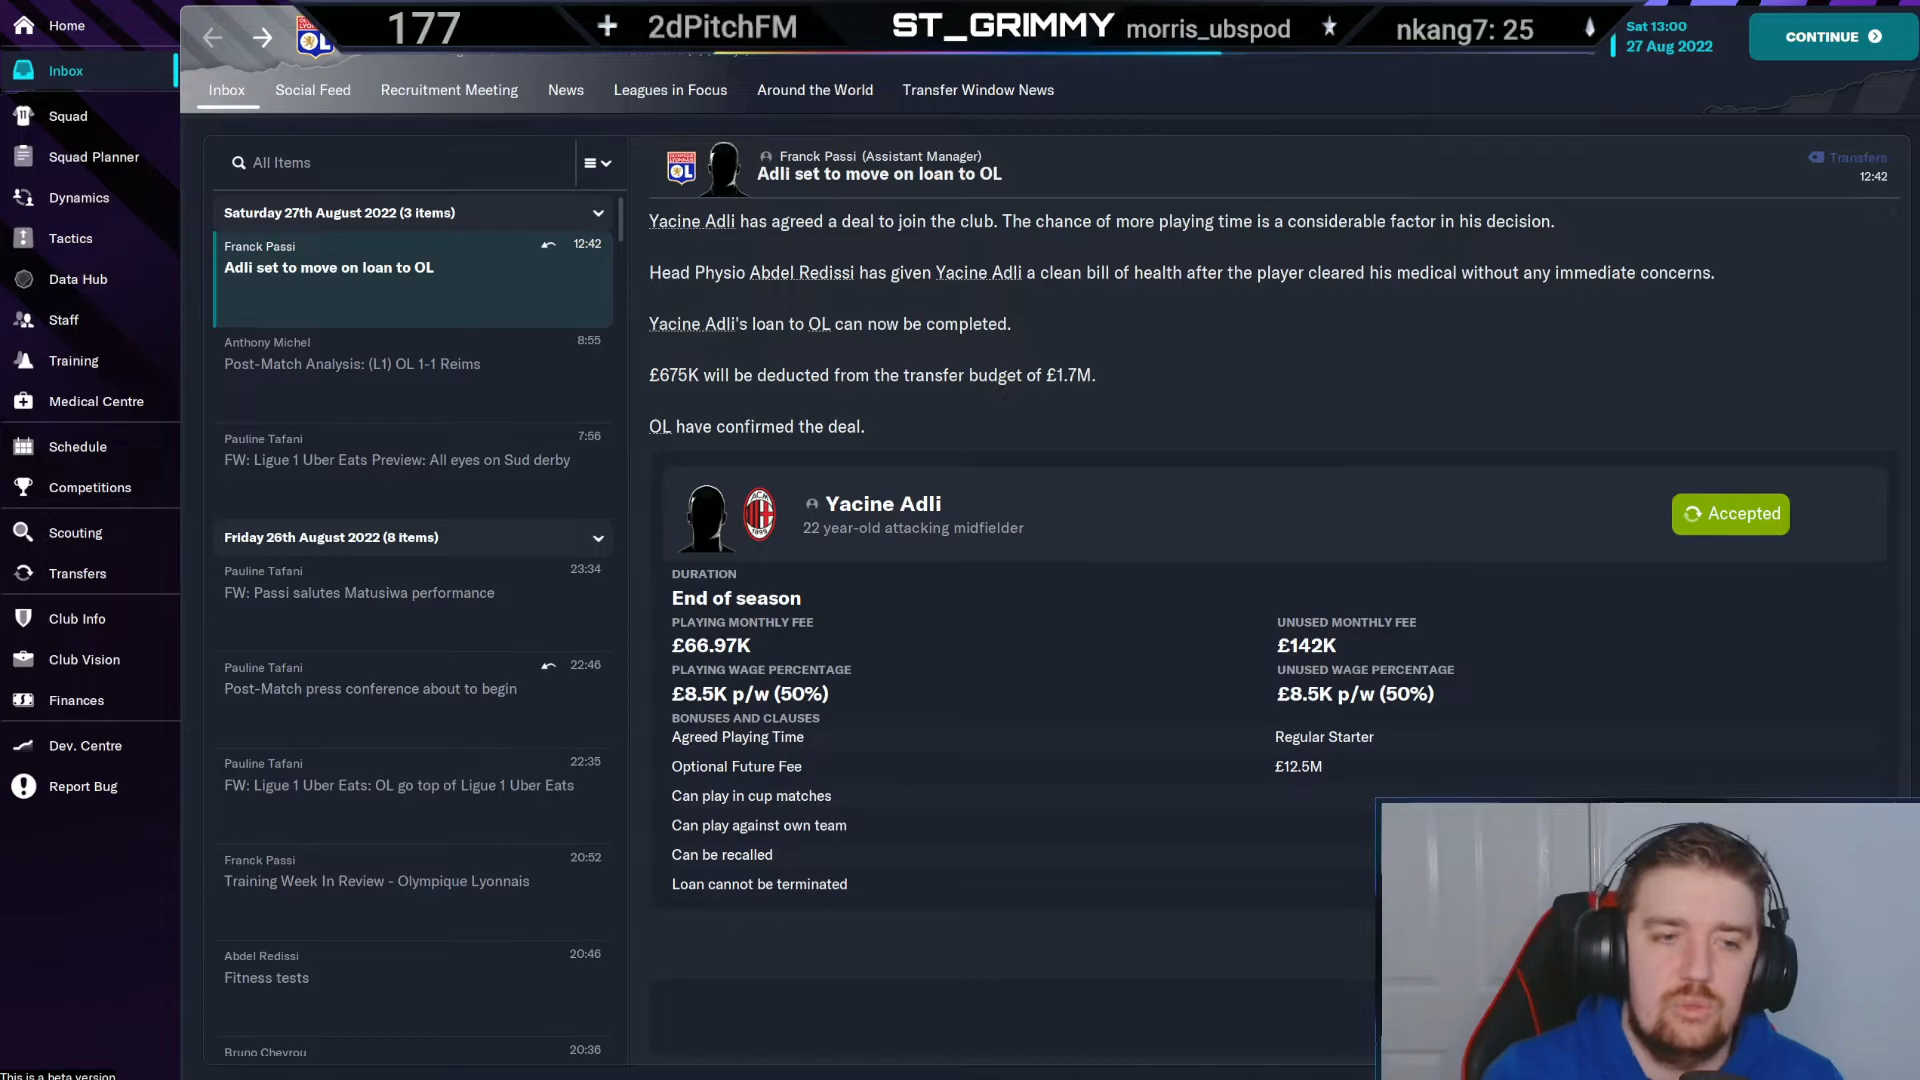 Home
Inbox
Squad
Squad Planner
Dynamics
Tactics
Data Hub
Staff
Training
Medical Centre
Schedule
Competitions
Scouting
Transfers
Club Info
Club Vision
Finances
Dev. Centre
Report Bug
This is a beta version
177
2dPitchFM
ST_GRIMMY
morris_ubspod
nkang7: 25
Sat 13:00
27 Aug 2022
CONTINUE
Inbox
Social Feed
Recruitment Meeting
News
Leagues in Focus
Around the World
Transfer Window News
All Items
Saturday 27th August 2022 (3 items)
Franck Passi 12:42
Adli set to move on loan to OL
Anthony Michel 8:55
Post-Match Analysis: (L1) OL 1-1 Reims
Pauline Tafani 7:56
FW: Ligue 1 Uber Eats Preview: All eyes on Sud derby
Friday 26th August 2022 (8 items)
Pauline Tafani 23:34
FW: Passi salutes Matusiwa performance
Pauline Tafani 22:46
Post-Match press conference about to begin
Pauline Tafani 22:35
FW: Ligue 1 Uber Eats: OL go top of Ligue 1 Uber Eats
Franck Passi 20:52
Training Week In Review - Olympique Lyonnais
Abdel Redissi 20:46
Fitness tests
Bruno Cheyrou 20:36
Franck Passi (Assistant Manager)
Adli set to move on loan to OL
Transfers
12:42
Yacine Adli has agreed a deal to join the club. The chance of more playing time is a considerable factor in his decision.
Head Physio Abdel Redissi has given Yacine Adli a clean bill of health after the player cleared his medical without any immediate concerns.
Yacine Adli's loan to OL can now be completed.
£675K will be deducted from the transfer budget of £1.7M.
OL have confirmed the deal.
Yacine Adli
22 year-old attacking midfielder
Accepted
DURATION
End of season
PLAYING MONTHLY FEE UNUSED MONTHLY FEE
£66.97K £142K
PLAYING WAGE PERCENTAGE UNUSED WAGE PERCENTAGE
£8.5K p/w (50%) £8.5K p/w (50%)
BONUSES AND CLAUSES
Agreed Playing Time Regular Starter
Optional Future Fee £12.5M
Can play in cup matches
Can play against own team
Can be recalled
Loan cannot be terminated